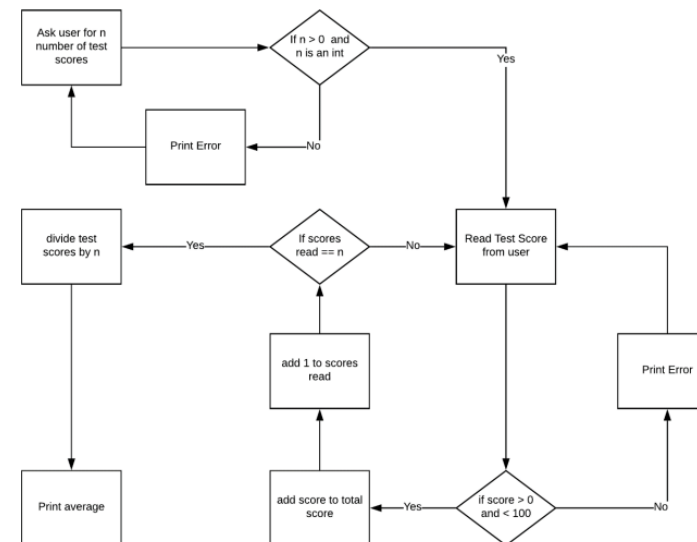 Ask user for n
number of test
scores
If n > 0 and
n is an int
Yes
Print Error
No
divide test
scores by n
Yes
If scores
read == n
No
Read Test Score
from user
add 1 to scores
read
Print Error
Print average
add score to total
score
Yes
if score > 0
and < 100
No